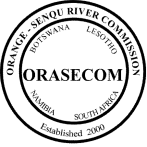 ORANGE - SENQU RIVER COMMISSION
BOTSWANA
LESOTHO
ORASECOM
NAMIBIA
SOUTH AFRICA
Established 2000